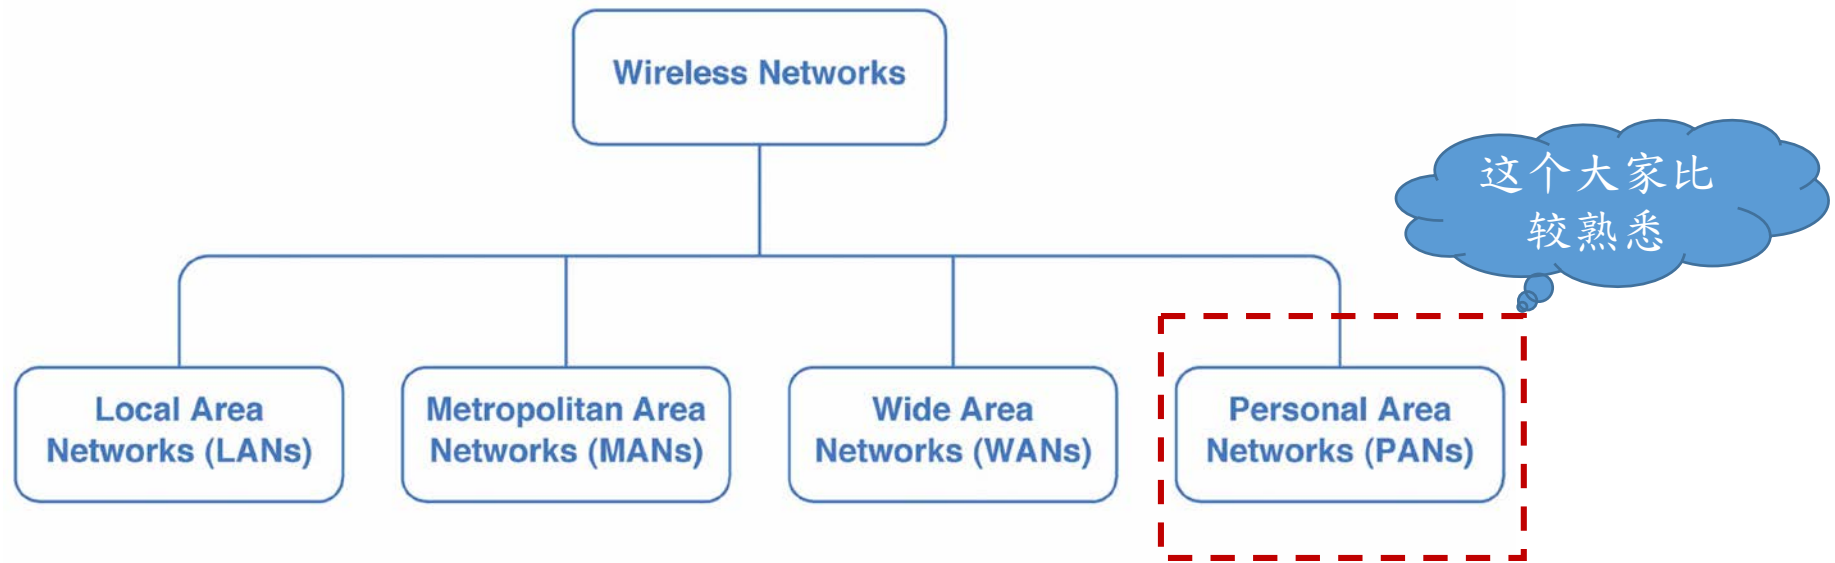 Wireless Networks
这个大家比
较熟悉
Local Area
Networks (LANs)
Metropolitan Area
Networks (MANs)
Wide Area
Networks (WANs)
Personal Area
Networks (PANs)